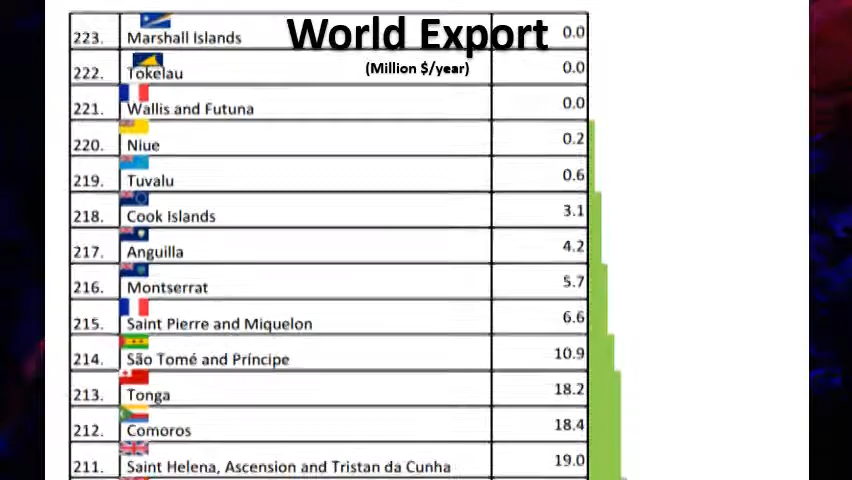 World Export
(Million $/year)
223. Marshall Islands 0.0
222. Tokelau 0.0
221. Wallis and Futuna 0.0
220. Niue 0.2
219. Tuvalu 0.6
218. Cook Islands 3.1
217. Anguilla 4.2
216. Montserrat 5.7
215. Saint Pierre and Miquelon 6.6
214. São Tomé and Príncipe 10.9
213. Tonga 18.2
212. Comoros 18.4
211. Saint Helena, Ascension and Tristan da Cunha 19.0